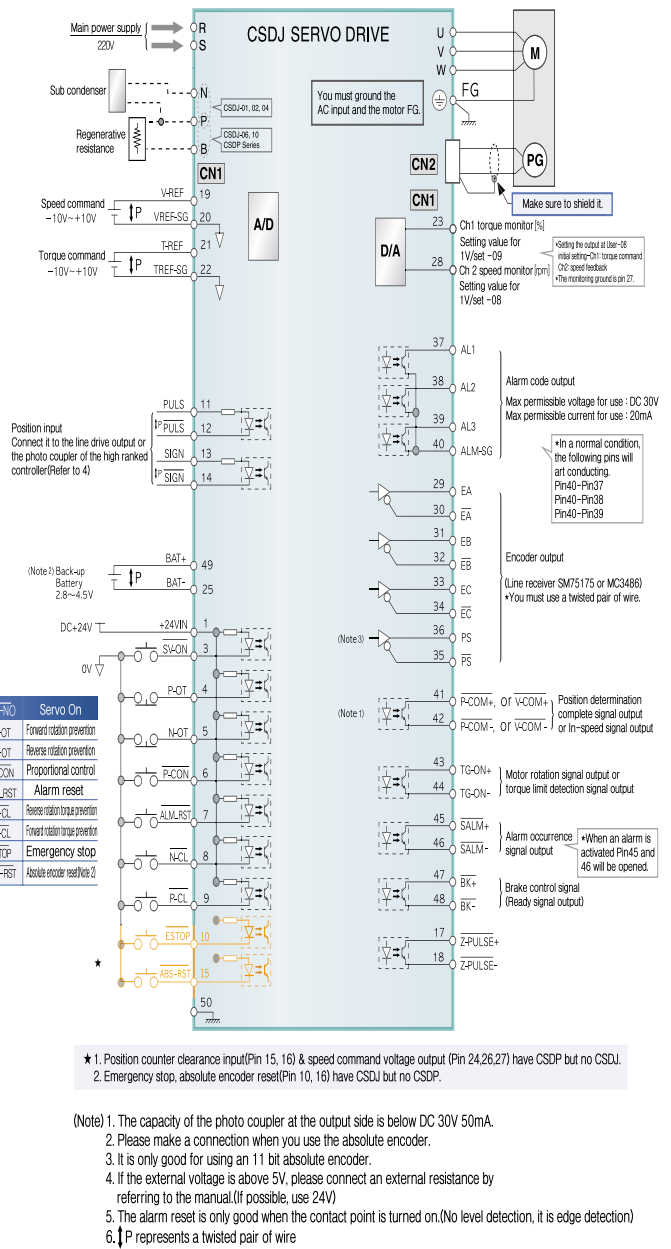 CSDJ SERVO DRIVE
Main power supply
220V
R
S
Sub condenser
N
P
B
CSDJ-01, 02, 04
CSDJ-06, 10
CSDP Series
Regenerative
resistance
You must ground the
AC input and the motor FG.
U
V
W
FG
M
PG
CN1
CN2
CN1
Make sure to shield it.
Speed command
-10V~+10V
P
V-REF
19
VREF-SG
20
Torque command
-10V~+10V
P
T-REF
21
TREF-SG
22
A/D
D/A
23
Ch1 torque monitor [%]
Setting value for
1V/set -09
28
Ch 2 speed monitor [rpm]
Setting value for
1V/set -08
*Setting the output at User-08
initial setting-Ch1: torque command
Ch2: speed feedback
*The monitoring ground is pin 27.
37
AL1
38
AL2
39
AL3
40
ALM-SG
Alarm code output
Max permissible voltage for use : DC 30V
Max permissible current for use : 20mA
*In a normal condition,
the following pins will
art conducting.
Pin40-Pin37
Pin40-Pin38
Pin40-Pin39
Position input
Connect it to the line drive output or
the photo coupler of the high ranked
controller(Refer to 4)
PULS
11
P
PULS
12
SIGN
13
P
SIGN
14
29
EA
30
EA
31
EB
32
EB
33
EC
34
EC
(Note 3)
36
PS
35
PS
Encoder output
(Line receiver SM75175 or MC3486)
*You must use a twisted pair of wire.
(Note 2) Back-up
Battery
2.8~4.5V
P
BAT+
49
BAT-
25
DC+24V
+24VIN
1
0V
SV-ON
3
P-OT
4
N-OT
5
P-CON
6
ALM_RST
7
N-CL
8
P-CL
9
ESTOP
10
★
ABS-RST
15
50
-NO
Servo On
-OT
Forward rotation prevention
-OT
Reverse rotation prevention
CON
Proportional control
_RST
Alarm reset
-CL
Reverse rotation torque prevention
-CL
Forward rotation torque prevention
TOP
Emergency stop
-RST
Absolute encoder reset(Note 2)
(Note 1)
41
P-COM+, or V-COM+
42
P-COM-, or V-COM-
Position determination
complete signal output
or In-speed signal output
43
TG-ON+
44
TG-ON-
Motor rotation signal output or
torque limit detection signal output
45
SALM+
46
SALM-
Alarm occurrence
signal output
*When an alarm is
activated Pin45 and
46 will be opened.
47
BK+
48
BK-
Brake control signal
(Ready signal output)
17
Z-PULSE+
18
Z-PULSE-
★ 1. Position counter clearance input(Pin 15, 16) & speed command voltage output (Pin 24,26,27) have CSDP but no CSDJ.
2. Emergency stop, absolute encoder reset(Pin 10, 16) have CSDJ but no CSDP.
(Note) 1. The capacity of the photo coupler at the output side is below DC 30V 50mA.
2. Please make a connection when you use the absolute encoder.
3. It is only good for using an 11 bit absolute encoder.
4. If the external voltage is above 5V, please connect an external resistance by
referring to the manual.(If possible, use 24V)
5. The alarm reset is only good when the contact point is turned on.(No level detection, it is edge detection)
6. P represents a twisted pair of wire